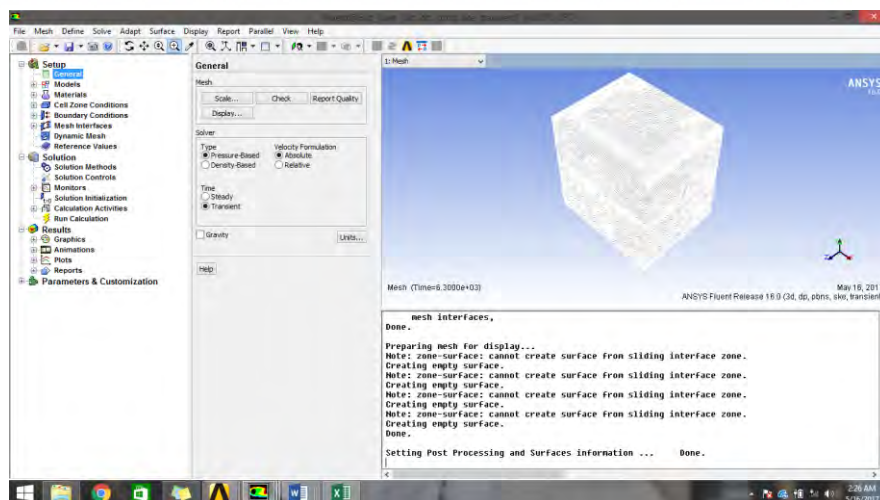 File Mesh Define Solve Adapt Surface Display Report Parallel View Help
Setup
General
Models
Materials
Cell Zone Conditions
Boundary Conditions
Mesh Interfaces
Dynamic Mesh
Reference Values
Solution
Solution Methods
Solution Controls
Monitors
Solution Initialization
Calculation Activities
Run Calculation
Results
Graphics
Animations
Plots
Reports
Parameters & Customization
General
Mesh
Scale... Check Report Quality
Display...
Solver
Type Velocity Formulation
Pressure-Based Absolute
Density-Based Relative
Time
Steady
Transient
Gravity Units...
Help
1: Mesh
ANSYS
Mesh (Time=6.3000e+03)
May 16, 201
ANSYS Fluent Release 16.0 (3d, dp, pbns, ske, transient
mesh interfaces,
Done.
Preparing mesh for display...
Note: zone-surface: cannot create surface from sliding interface zone.
Creating empty surface.
Note: zone-surface: cannot create surface from sliding interface zone.
Creating empty surface.
Note: zone-surface: cannot create surface from sliding interface zone.
Creating empty surface.
Note: zone-surface: cannot create surface from sliding interface zone.
Creating empty surface.
Done.
Setting Post Processing and Surfaces information ... Done.
2:26 AM
5/16/2017